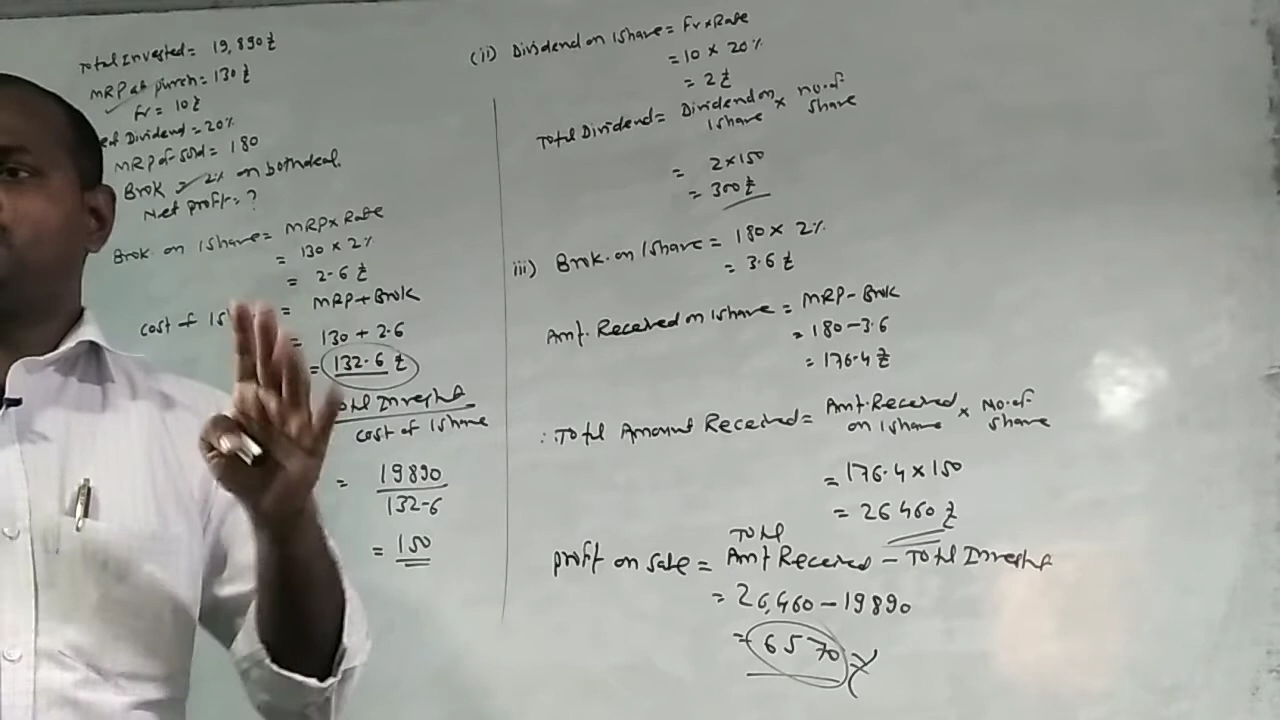 Total Invested = 19,890 ₹
MRP at purch = 130 ₹
FV = 10 ₹
of Dividend = 20%
MRP of sold = 180
Brok = 2% on both deal.
Net profit = ?
Brok. on 1 share = MRP x Rate
= 130 x 2%
= 2.6 ₹
cost of 1 = MRP + Brok
= 130 + 2.6
= 132.6 ₹
Invesht
cost of 1 share
= 19890
132-6
= 150
(ii) Dividend on 1 share = Fv x Rate
= 10 x 20%
= 2 ₹
Total Dividend = Dividend on 1 share x no. of share
= 2 x 150
= 300 ₹
iii) Brok. on 1 share = 180 x 2%
= 3.6 ₹
Amt. Received on 1 share = MRP - Brok
= 180 - 3.6
= 176.4 ₹
∴ Total Amount Received = Amt. Received on 1 share x No. of share
= 176.4 x 150
= 26460 ₹
profit on sale = Total Amt Received - Total Invesht
= 26,460 - 19890
= 6570 ₹